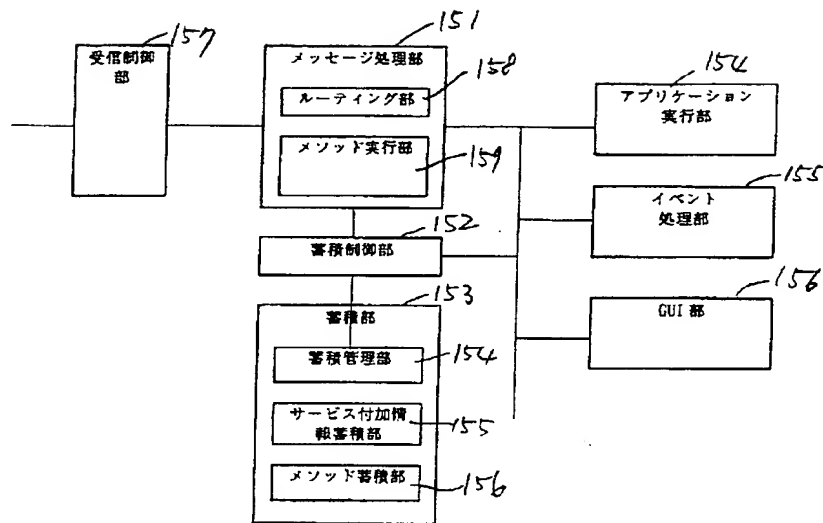 157
受信制御
部
151
メッセージ処理部
158
ルーティング部
メソッド実行部
159
152
蓄積制御部
153
蓄積部
154
蓄積管理部
サービス付加情
報蓄積部
155
メソッド蓄積部
156
154
アプリケーション
実行部
155
イベント
処理部
156
GUI 部